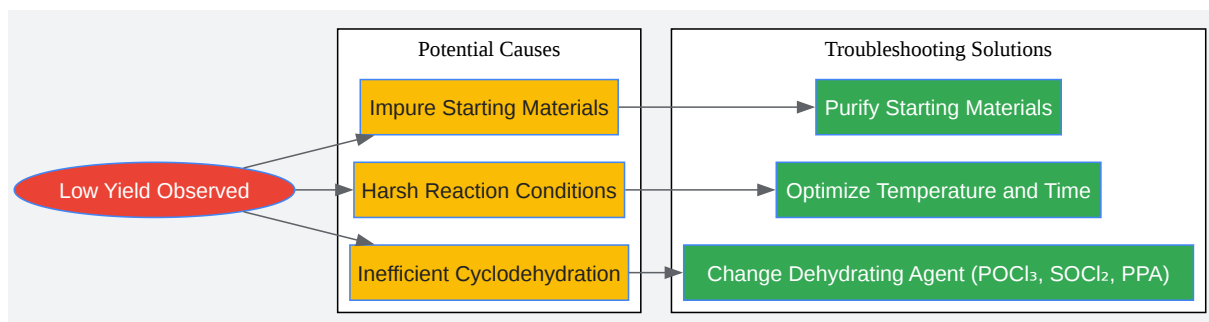 Potential Causes
Troubleshooting Solutions
Impure Starting Materials
Purify Starting Materials
Low Yield Observed
Harsh Reaction Conditions
Optimize Temperature and Time
Inefficient Cyclodehydration
Change Dehydrating Agent (POCl₃, SOCl₂, PPA)